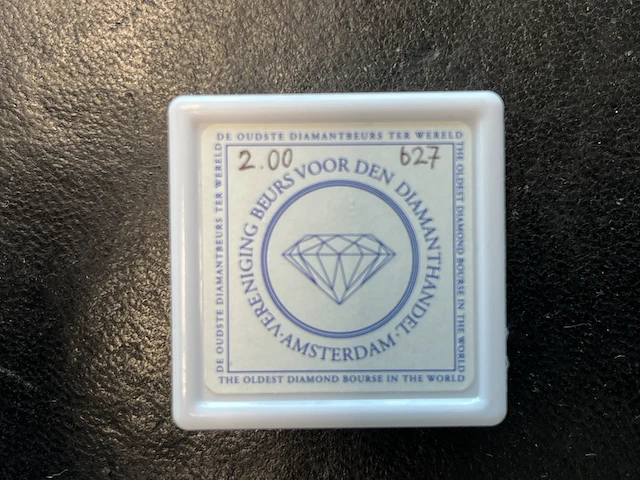 DE OUDSTE DIAMANTBEURS TER WERELD
DE OUDSTE DIAMANTBEURS TER WERELD
THE OLDEST DIAMOND BOURSE IN THE WORLD
2.00 627
VERENIGING BEURS VOOR DEN DIAMANTHANDEL
· AMSTERDAM ·
THE OLDEST DIAMOND BOURSE IN THE WORLD